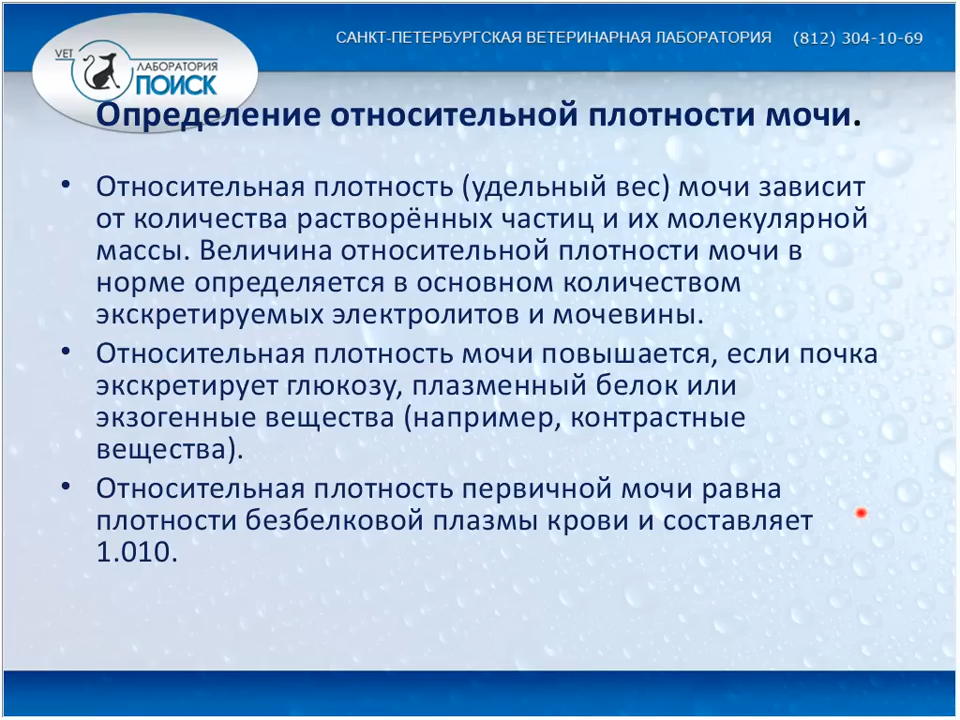 САНКТ-ПЕТЕРБУРГСКАЯ ВЕТЕРИНАРНАЯ ЛАБОРАТОРИЯ (812) 304-10-69
VET
ЛАБОРАТОРИЯ
ПОИСК
Определение относительной плотности мочи.
• Относительная плотность (удельный вес) мочи зависит
от количества растворённых частиц и их молекулярной
массы. Величина относительной плотности мочи в
норме определяется в основном количеством
экскретируемых электролитов и мочевины.
• Относительная плотность мочи повышается, если почка
экскретирует глюкозу, плазменный белок или
экзогенные вещества (например, контрастные
вещества).
• Относительная плотность первичной мочи равна
плотности безбелковой плазмы крови и составляет
1.010.